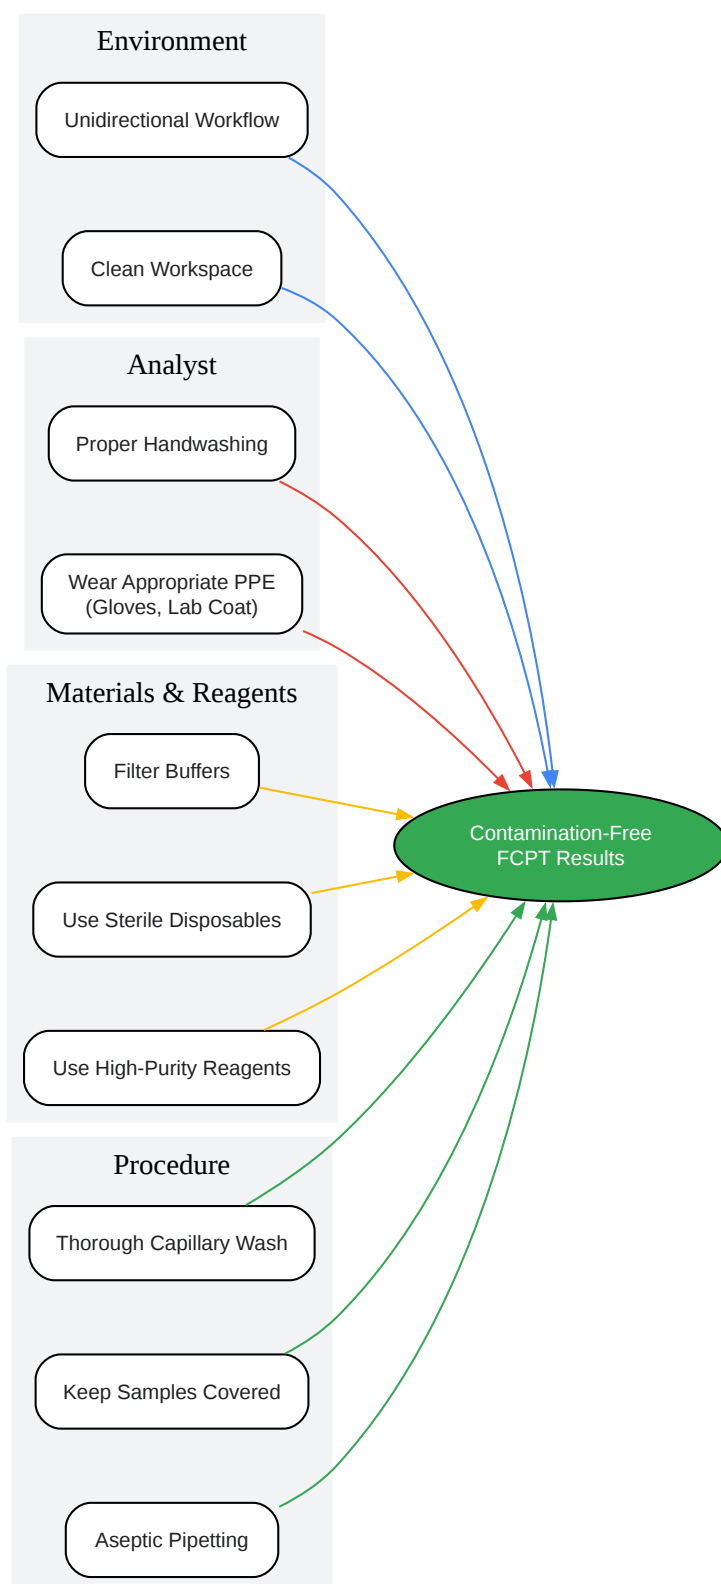 Environment
Unidirectional Workflow
Clean Workspace
Analyst
Proper Handwashing
Wear Appropriate PPE
(Gloves, Lab Coat)
Materials & Reagents
Filter Buffers
Use Sterile Disposables
Use High-Purity Reagents
Contamination-Free
FCPT Results
Procedure
Thorough Capillary Wash
Keep Samples Covered
Aseptic Pipetting